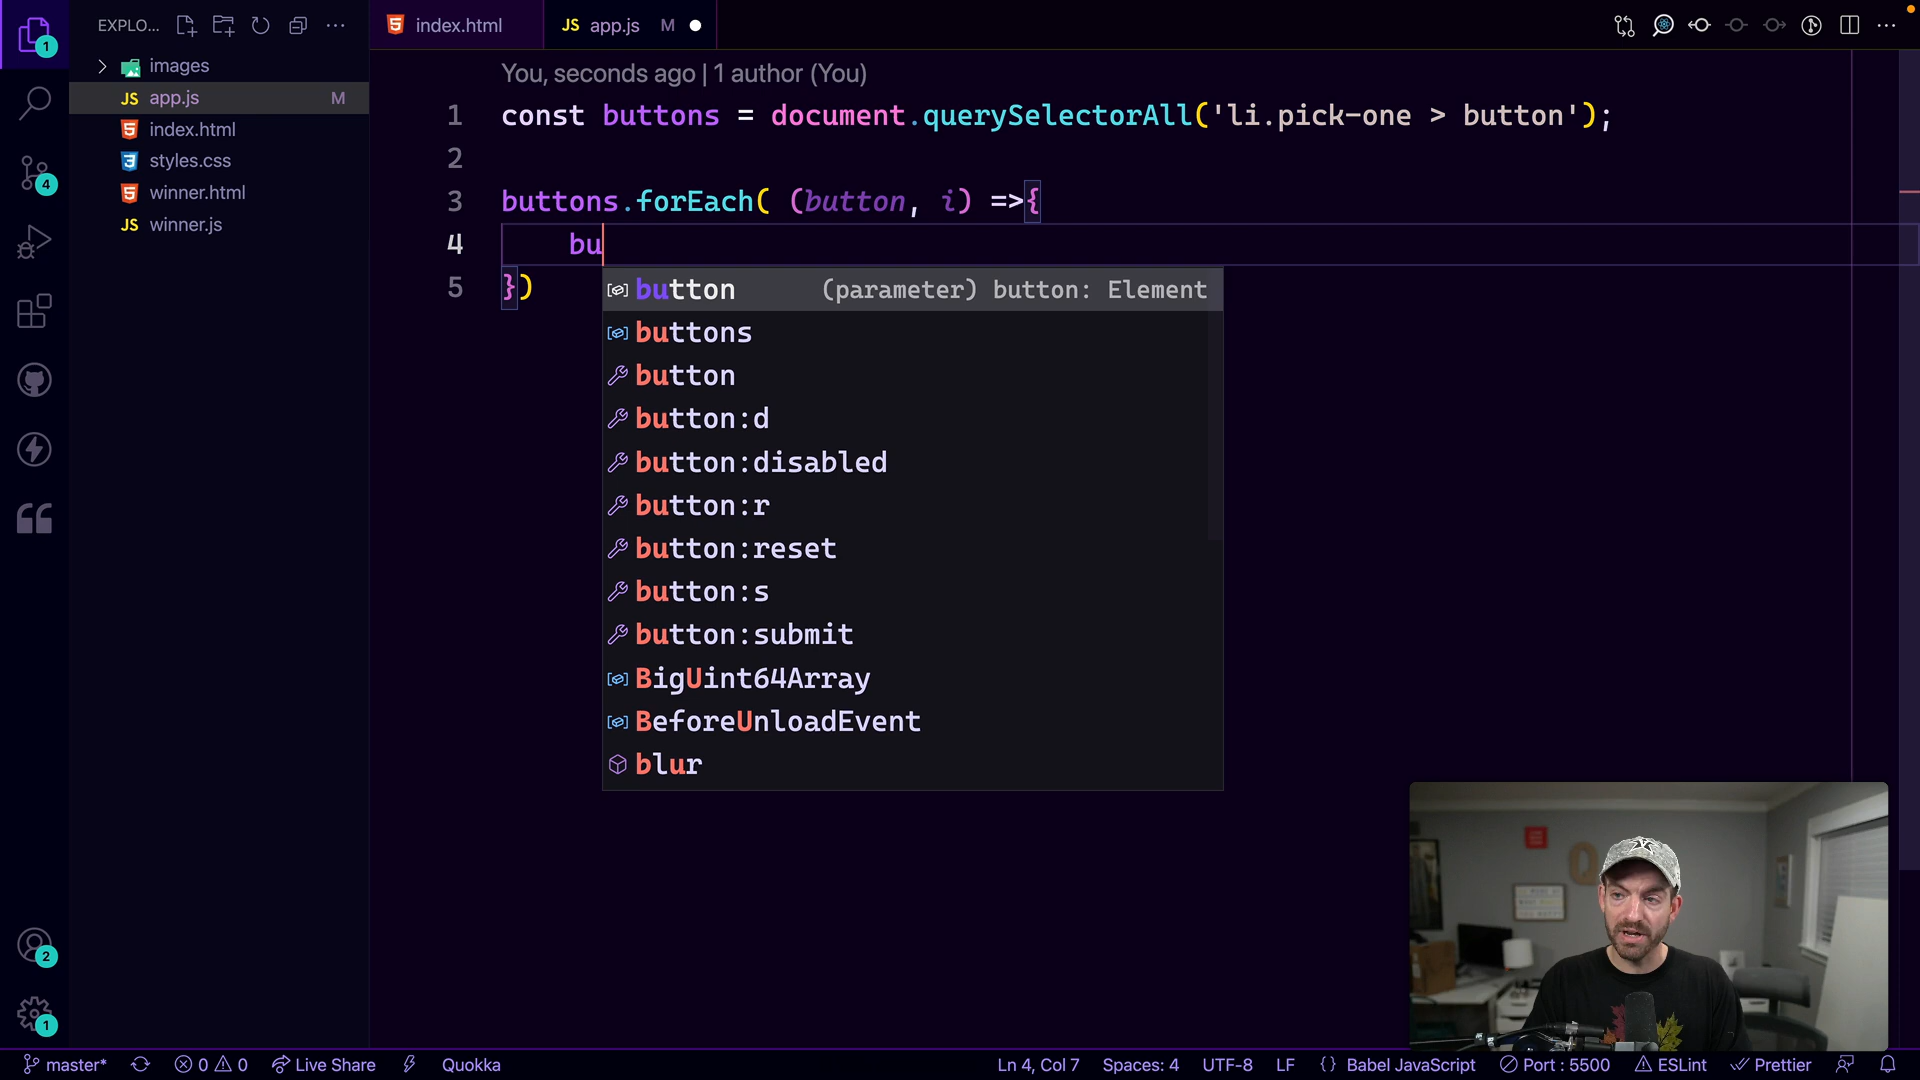 EXPLO...
index.html
JS app.js M
images
JS app.js M
index.html
styles.css
winner.html
JS winner.js
You, seconds ago | 1 author (You)
1 const buttons = document.querySelectorAll('li.pick-one > button');
2
3 buttons.forEach( (button, i) =>{
4 bu
5 })
button (parameter) button: Element
buttons
button
button:d
button:disabled
button:r
button:reset
button:s
button:submit
BigUint64Array
BeforeUnloadEvent
blur
1
4
2
1
master* 0 0 Live Share Quokka Ln 4, Col 7 Spaces: 4 UTF-8 LF {} Babel JavaScript Port : 5500 ESLint Prettier